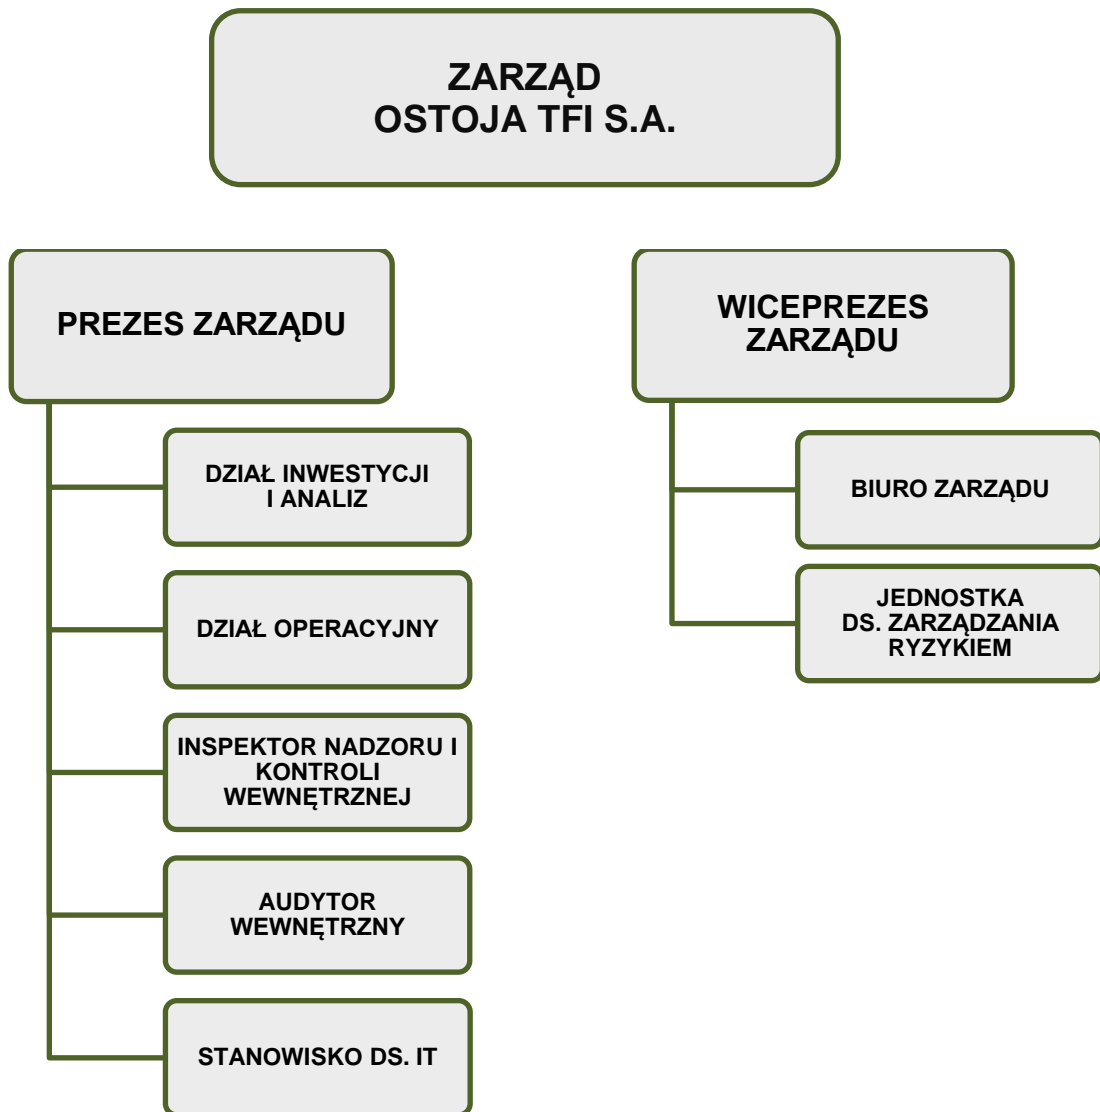 ZARZĄD
OSTOJA TFI S.A.
PREZES ZARZĄDU
DZIAŁ INWESTYCJI
I ANALIZ
DZIAŁ OPERACYJNY
INSPEKTOR NADZORU I
KONTROLI
WEWNĘTRZNEJ
AUDYTOR
WEWNĘTRZNY
STANOWISKO DS. IT
WICEPREZES
ZARZĄDU
BIURO ZARZĄDU
JEDNOSTKA
DS. ZARZĄDZANIA
RYZYKIEM